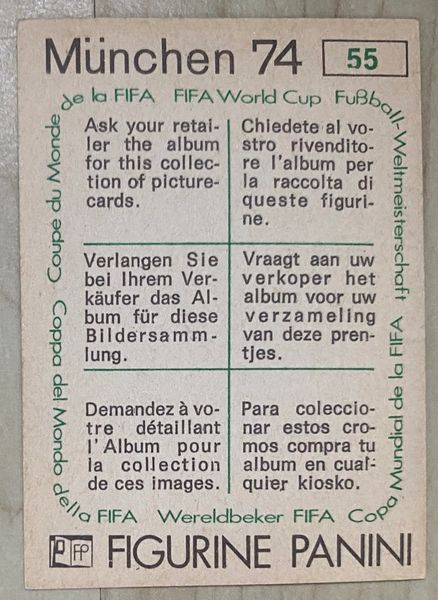 München 74 55
de la FIFA FIFA World Cup Fußball-Weltmeisterschaft
Coupe du Monde
Ask your retai-
ler the album
for this collec-
tion of picture-
cards.
Chiedete al vo-
stro rivendito-
re l'album per
la raccolta di
queste figuri-
ne.
Verlangen Sie
bei Ihrem Ver-
käufer das Al-
bum für diese
Bildersamm-
lung.
Vraagt aan uw
verkoper het
album voor uw
verzameling
van deze pren-
tjes.
Demandez à vo-
tre détaillant
l'Album pour
la collection
de ces images.
Para coleccio-
nar estos cro-
mos compra tu
album en cual-
quier kiosko.
Coppa del Mondo
della FIFA Wereldbeker FIFA Copa Mundial de la FIFA
FP FIGURINE PANINI